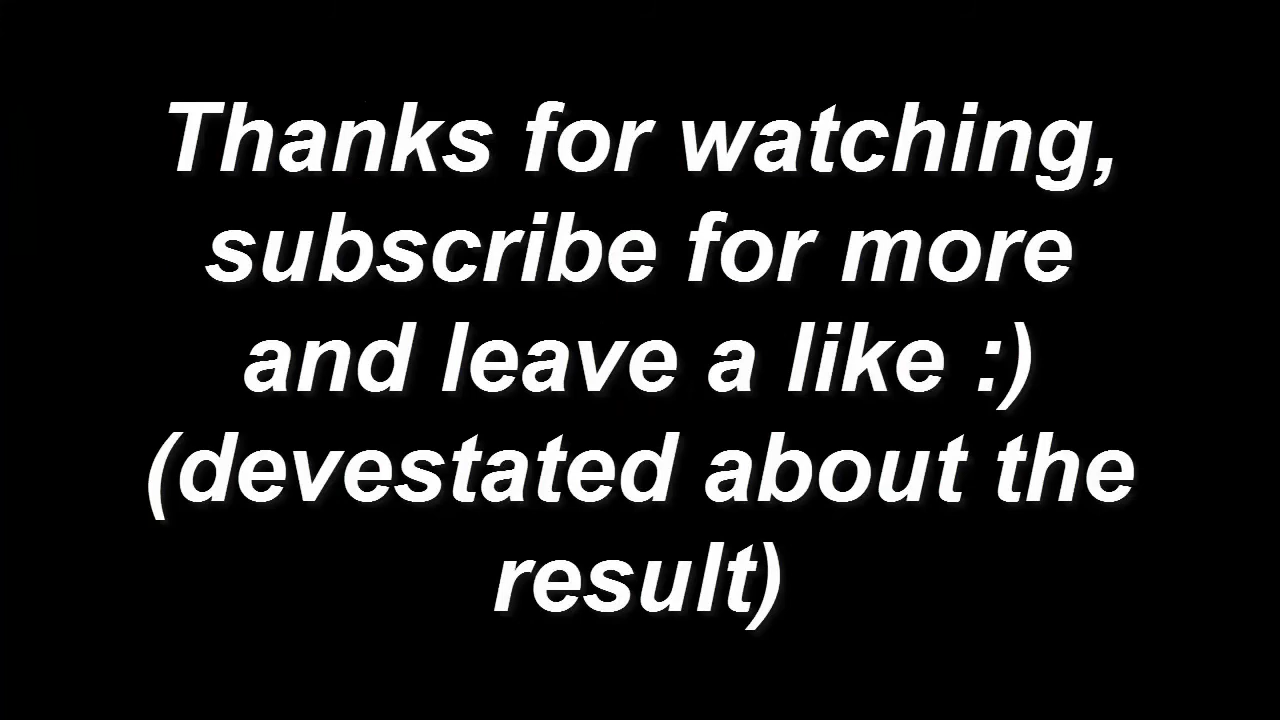 Thanks for watching,
subscribe for more
and leave a like :)
(devestated about the
result)